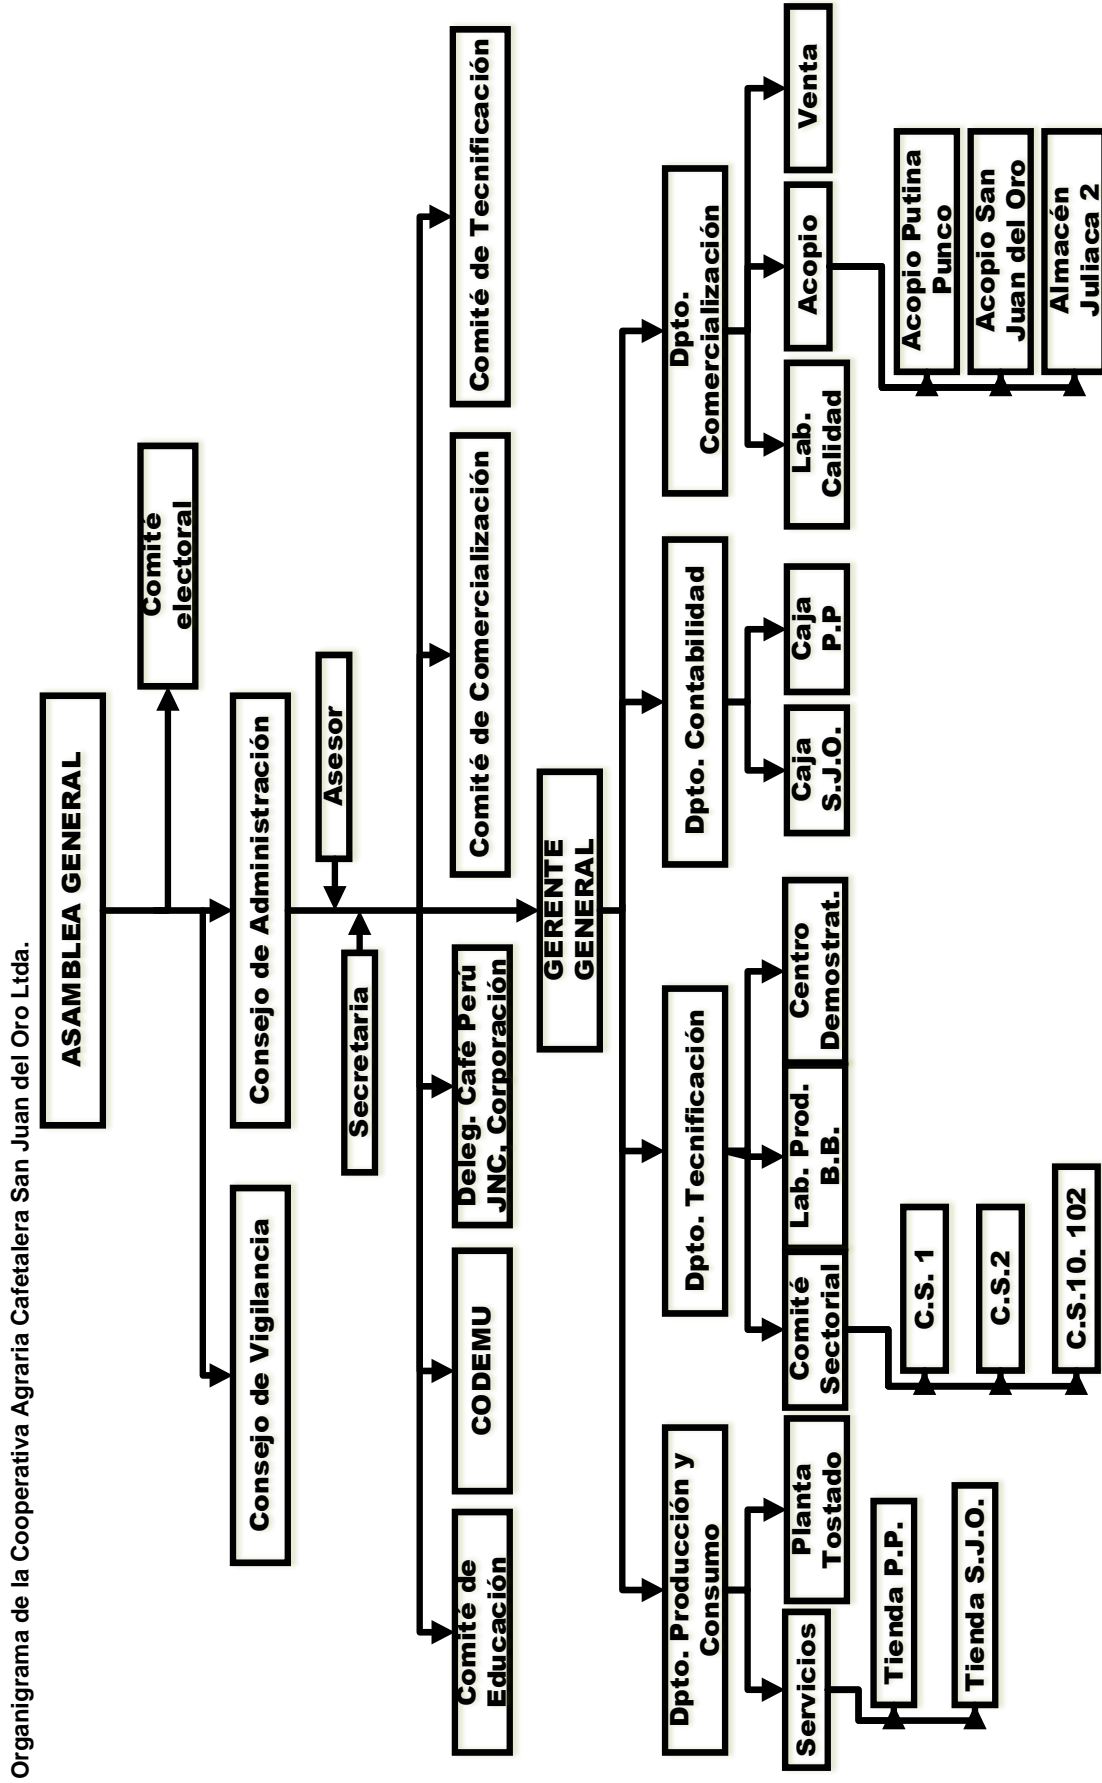 Organigrama de la Cooperativa Agraria Cafetalera San Juan del Oro Ltda.
ASAMBLEA GENERAL
Comité
electoral
Consejo de Vigilancia
Consejo de Administración
Asesor
Secretaria
Comité de
Educación
CODEMU
Deleg. Café Perú
JNC, Corporación
Comité de Comercialización
Comité de Tecnificación
GERENTE
GENERAL
Dpto. Producción y
Consumo
Dpto. Tecnificación
Dpto. Contabilidad
Dpto.
Comercialización
Servicios
Planta
Tostado
Comité
Sectorial
Lab. Prod.
B.B.
Centro
Demostrat.
Caja
S.J.O.
Caja
P.P
Lab.
Calidad
Acopio
Venta
Tienda P.P.
Tienda S.J.O.
C.S. 1
C.S.2
C.S.10. 102
Acopio Putina
Punco
Acopio San
Juan del Oro
Almacén
Juliaca 2